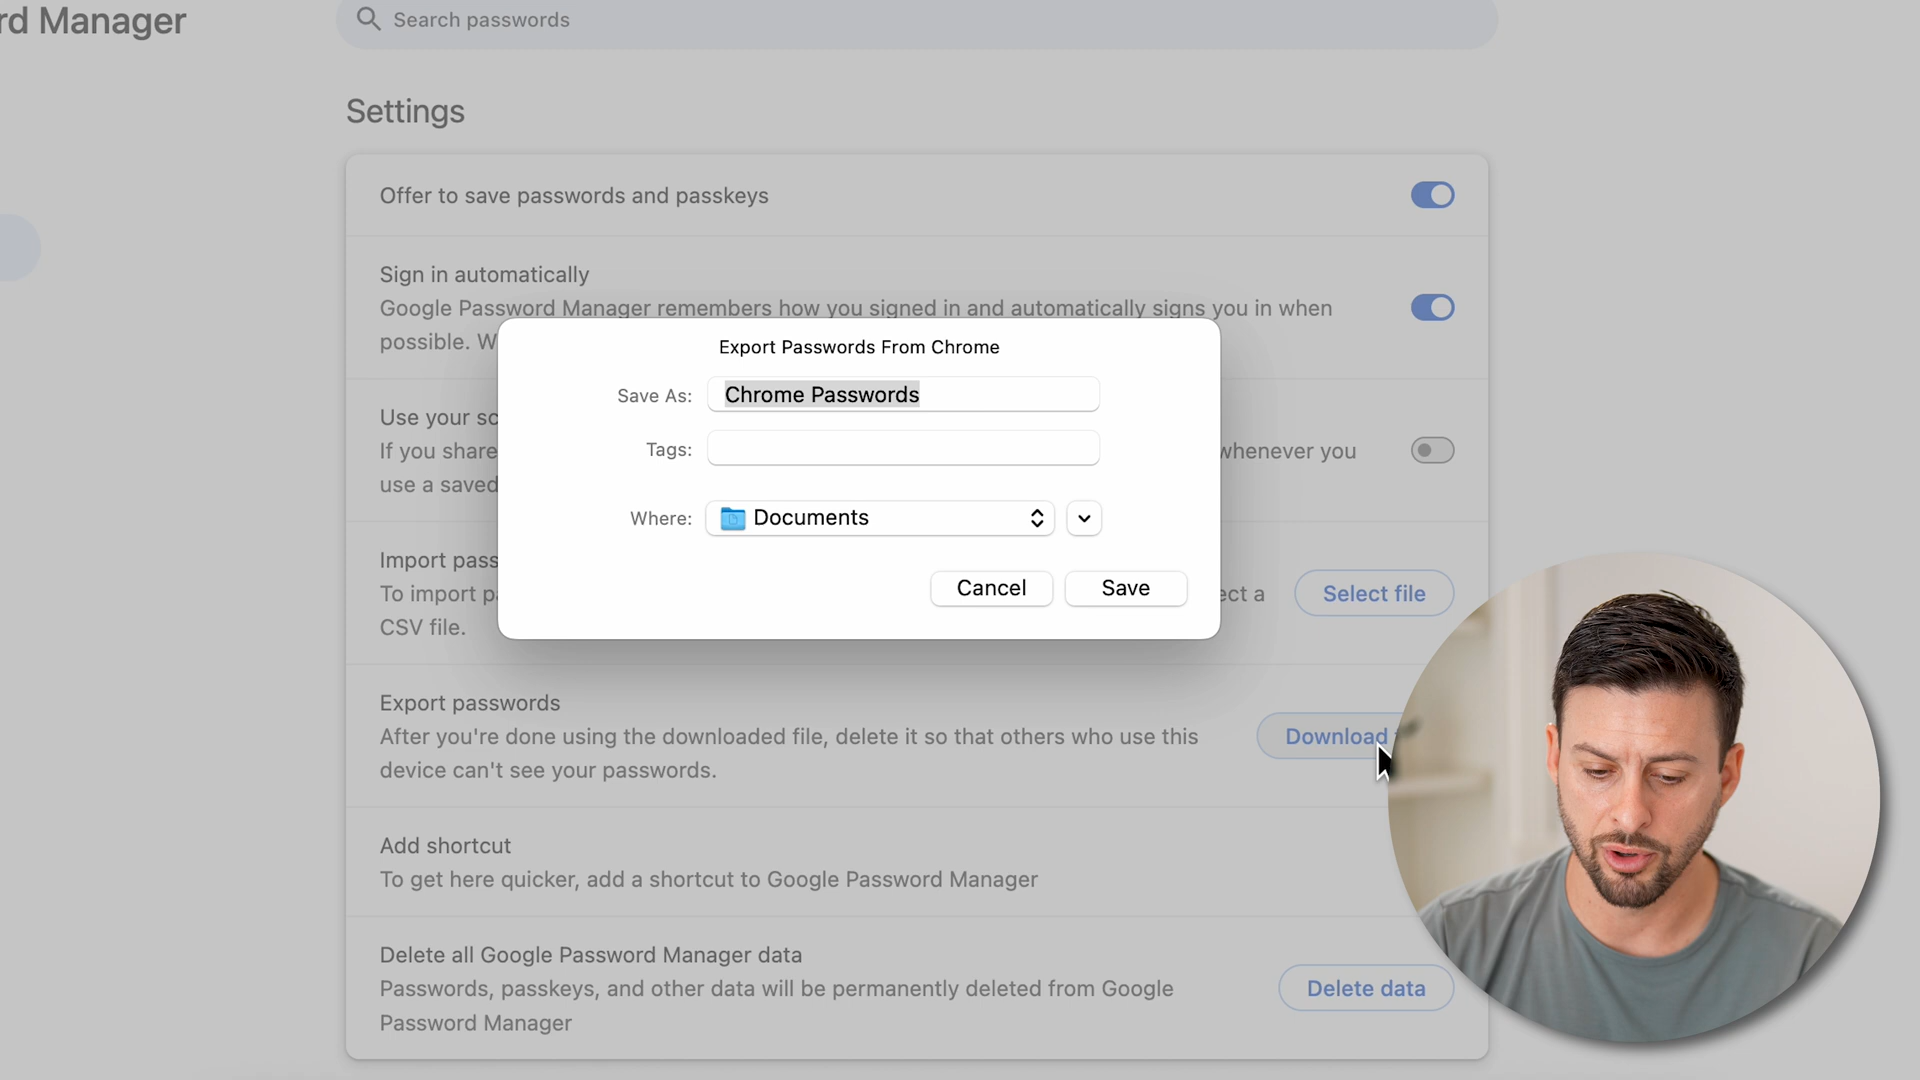 rd Manager
Search passwords
Settings
Offer to save passwords and passkeys
Sign in automatically
Google Password Manager remembers how you signed in and automatically signs you in when
possible. W
Export Passwords From Chrome
Save As: Chrome Passwords
Tags:
Where: Documents
Cancel Save
Use your sc
If you share whenever you
use a saved
Import pass
To import pa ect a
CSV file.
Select file
Export passwords
After you're done using the downloaded file, delete it so that others who use this
device can't see your passwords.
Download
Add shortcut
To get here quicker, add a shortcut to Google Password Manager
Delete all Google Password Manager data
Passwords, passkeys, and other data will be permanently deleted from Google
Password Manager
Delete data